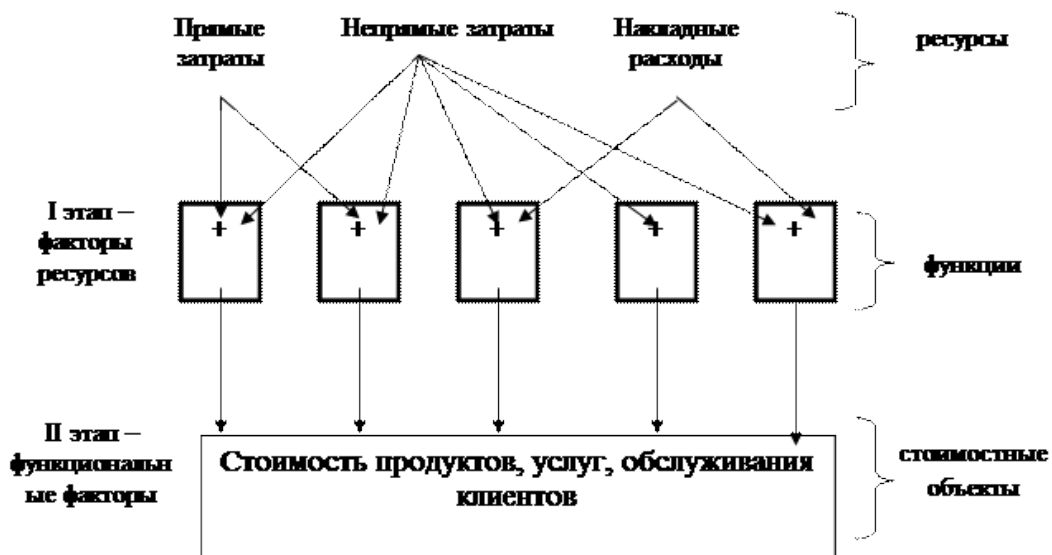 Прямые
затраты
Непрямые затраты
Накладные
расходы
ресурсы
I этап –
факторы
ресурсов
+
+
+
+
+
функции
II этап –
функциональн
ые факторы
Стоимость продуктов, услуг, обслуживания
клиентов
стоимостные
объекты